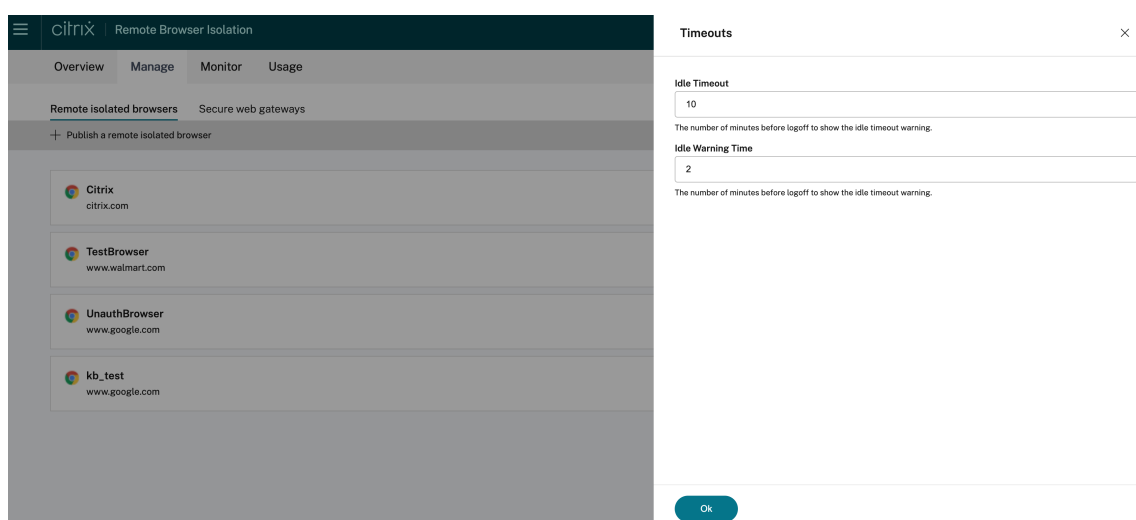 citrix | Remote Browser Isolation
Overview Manage Monitor Usage
Remote isolated browsers Secure web gateways
+ Publish a remote isolated browser
Citrix
citrix.com
TestBrowser
www.walmart.com
UnauthBrowser
www.google.com
kb_test
www.google.com
Timeouts
Idle Timeout
10
The number of minutes before logoff to show the idle timeout warning.
Idle Warning Time
2
The number of minutes before logoff to show the idle timeout warning.
Ok